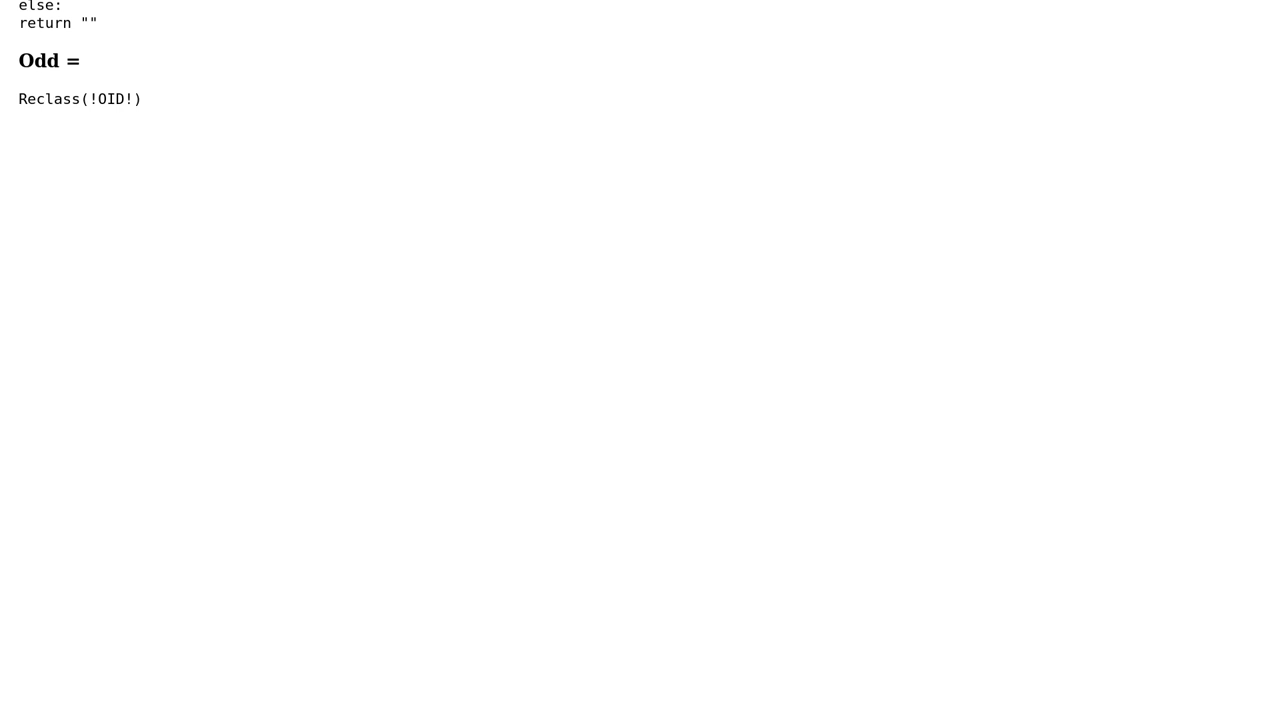 else:
return ""
Odd =
Reclass(!OID!)